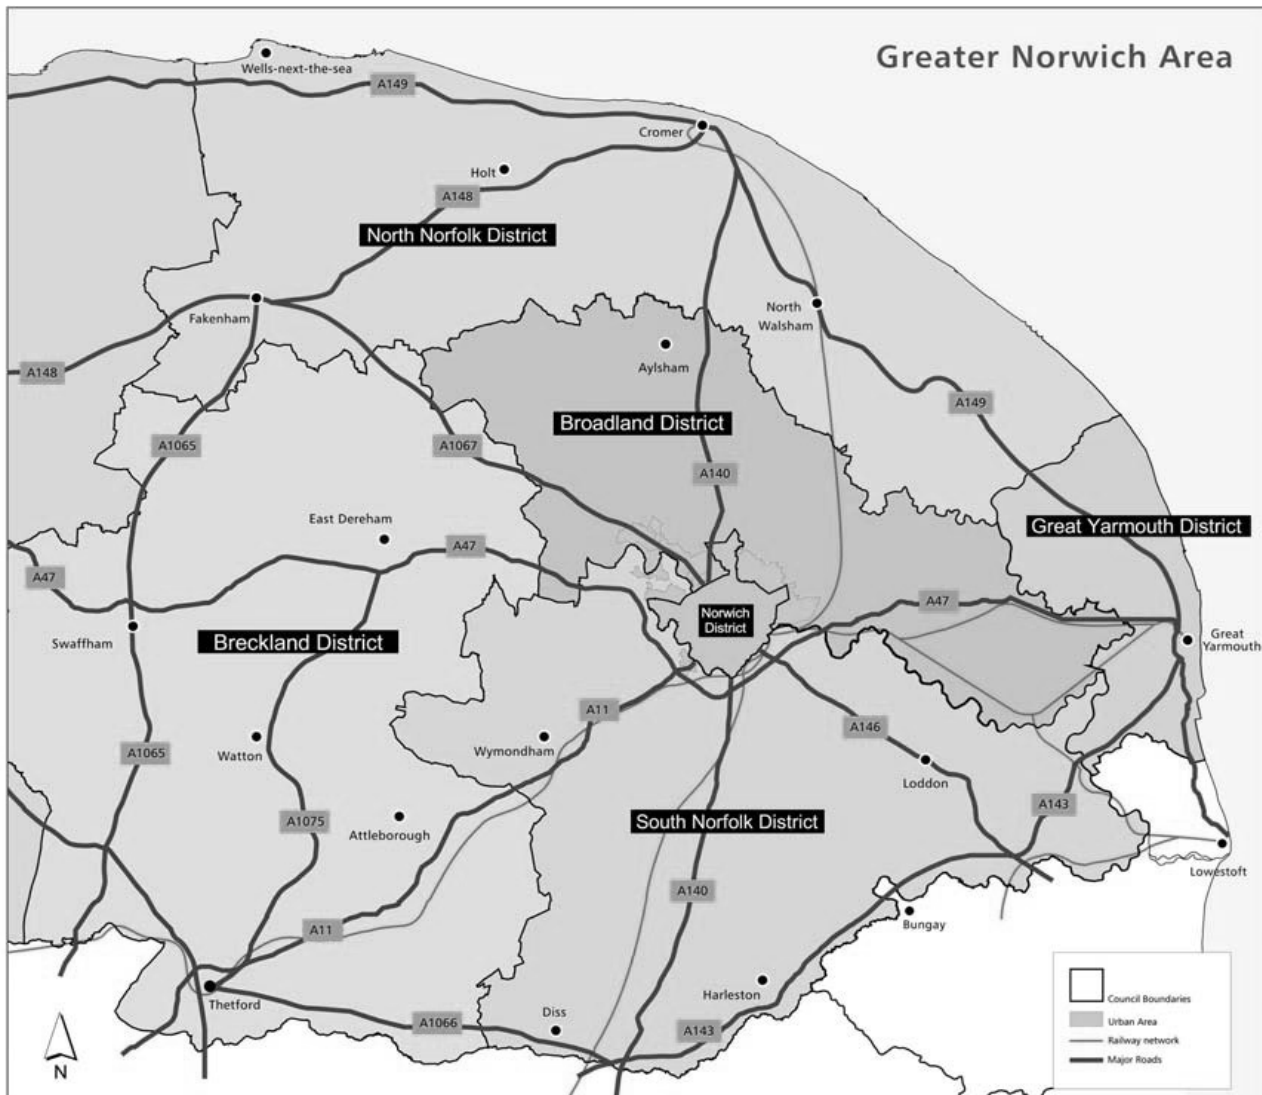 Greater Norwich Area
Wells-next-the-sea
A149
Cromer
Holt
A148
North Norfolk District
Fakenham
North
Walsham
A148
Aylsham
A149
Broadland District
A1065
A1067
A140
East Dereham
Great Yarmouth District
A47
A47
A47
Norwich
District
Swaffham
Breckland District
Great
Yarmouth
A11
A146
Wymondham
A1065
Watton
Loddon
A143
A1075
South Norfolk District
Attleborough
Lowestoft
A140
A11
Bungay
Harleston
Thetford
Diss
A1066
A143
N
Council Boundaries
Urban Area
Railway network
Major Roads